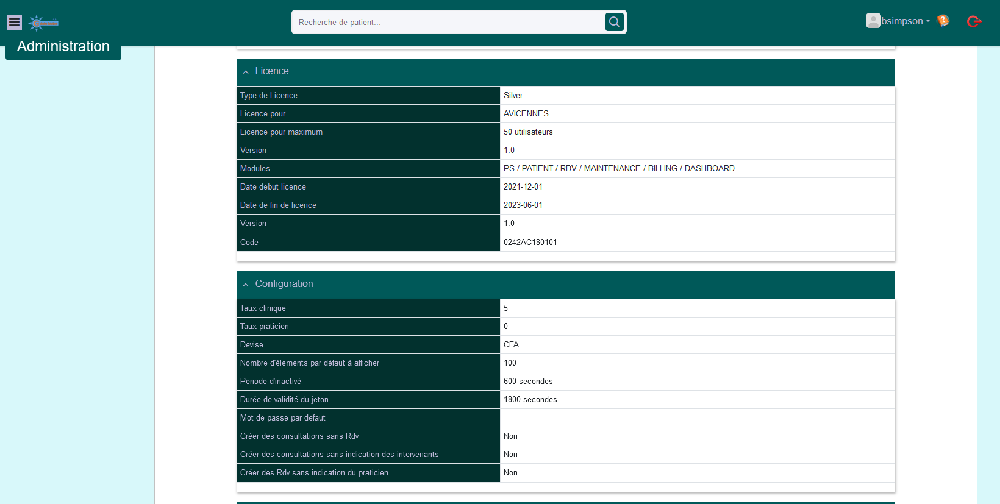 Recherche de patient...
bsimpson
Administration
Licence
Type de Licence Silver
Licence pour AVICENNES
Licence pour maximum 50 utilisateurs
Version 1.0
Modules PS / PATIENT / RDV / MAINTENANCE / BILLING / DASHBOARD
Date debut licence 2021-12-01
Date de fin de licence 2023-06-01
Version 1.0
Code 0242AC180101
Configuration
Taux clinique 5
Taux praticien 0
Devise CFA
Nombre d'élements par défaut à afficher 100
Periode d'inactivé 600 secondes
Durée de validité du jeton 1800 secondes
Mot de passe par defaut
Créer des consultations sans Rdv Non
Créer des consultations sans indication des intervenants Non
Créer des Rdv sans indication du praticien Non